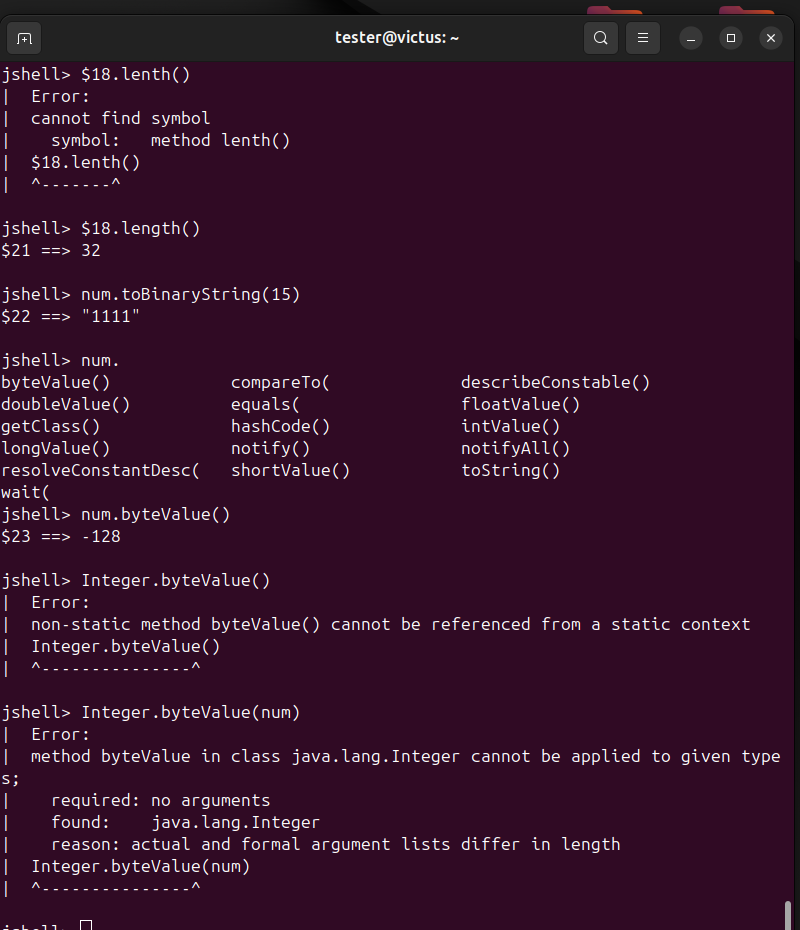 tester@victus: ~
jshell> $18.lenth()
|  Error:
|  cannot find symbol
|    symbol:   method lenth()
|  $18.lenth()
|  ^-------^
jshell> $18.length()
$21 ==> 32
jshell> num.toBinaryString(15)
$22 ==> "1111"
jshell> num.
byteValue()            compareTo(             describeConstable()
doubleValue()          equals(                floatValue()
getClass()             hashCode()             intValue()
longValue()            notify()               notifyAll()
resolveConstantDesc(   shortValue()           toString()
wait(
jshell> num.byteValue()
$23 ==> -128
jshell> Integer.byteValue()
|  Error:
|  non-static method byteValue() cannot be referenced from a static context
|  Integer.byteValue()
|  ^---------------^
jshell> Integer.byteValue(num)
|  Error:
|  method byteValue in class java.lang.Integer cannot be applied to given type
s;
|    required: no arguments
|    found:    java.lang.Integer
|    reason: actual and formal argument lists differ in length
|  Integer.byteValue(num)
|  ^---------------^
jshell>